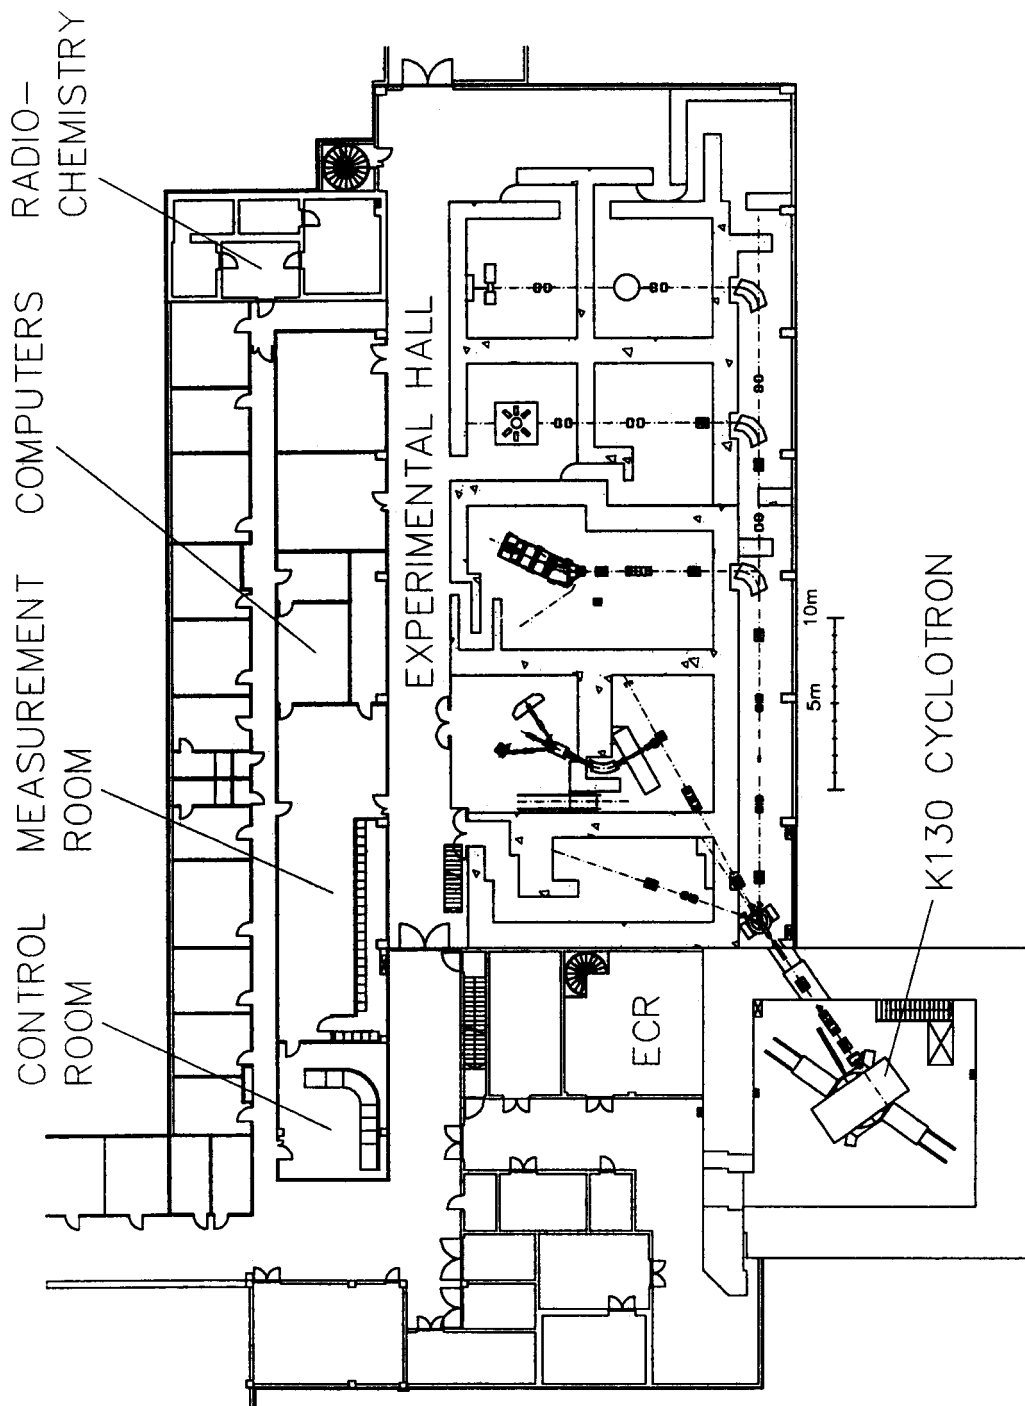 CONTROL
ROOM
MEASUREMENT
ROOM
COMPUTERS
RADIO-
CHEMISTRY
EXPERIMENTAL HALL
ECR
5m
10m
K130 CYCLOTRON